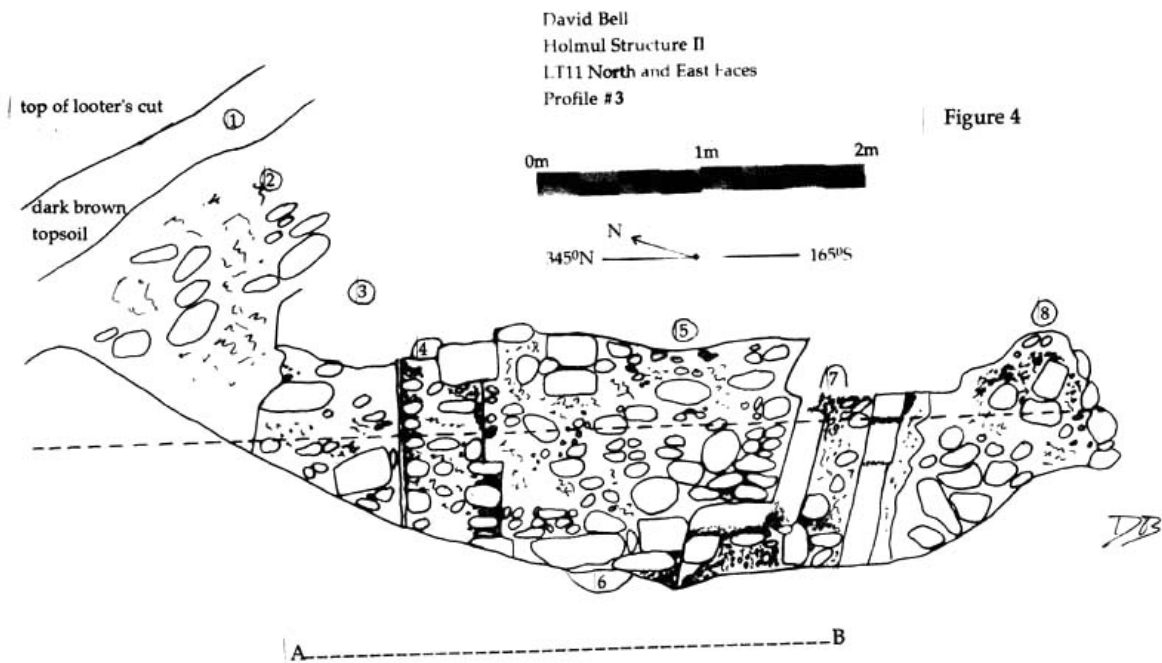 David Bell
Holmul Structure II
LT11 North and East Faces
Profile #3
Figure 4
top of looter's cut
1
2
dark brown
topsoil
0m 1m 2m
N
345⁰N 165⁰S
3
4
5
6
7
8
DB
A B